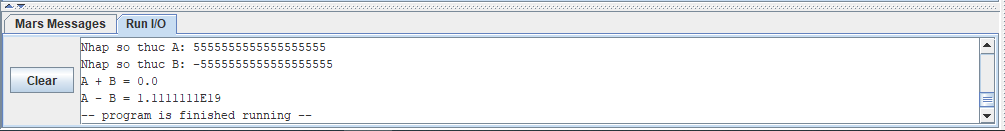 Mars Messages Run I/O
Nhap so thuc A: 5555555555555555555
Nhap so thuc B: -5555555555555555555
Clear
A + B = 0.0
A - B = 1.1111111E19
-- program is finished running --